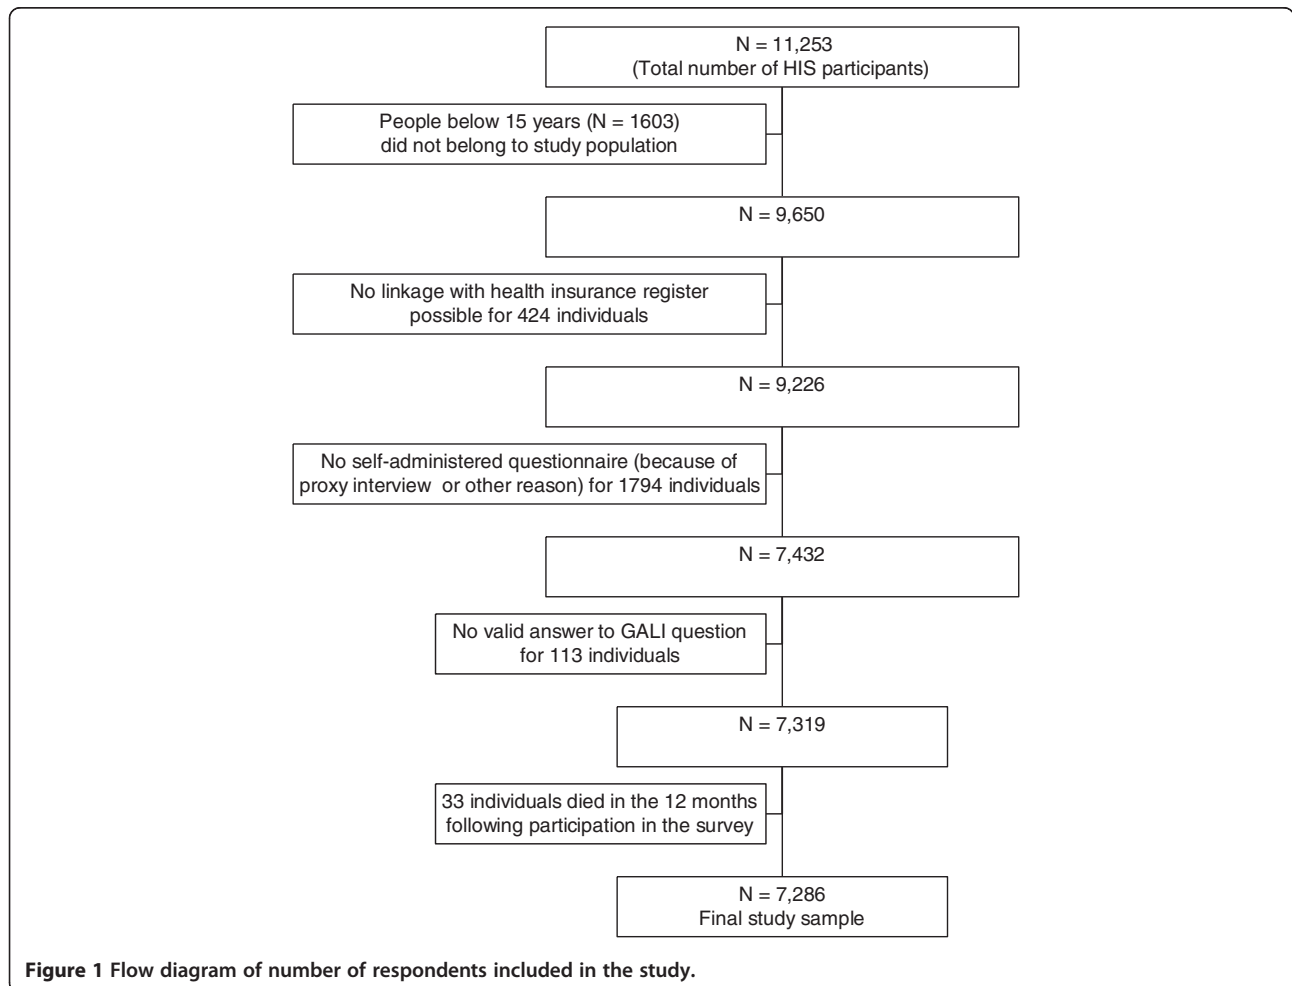 N = 11,253
(Total number of HIS participants)
People below 15 years (N = 1603)
did not belong to study population
N = 9,650
No linkage with health insurance register
possible for 424 individuals
N = 9,226
No self-administered questionnaire (because of
proxy interview or other reason) for 1794 individuals
N = 7,432
No valid answer to GALI question
for 113 individuals
N = 7,319
33 individuals died in the 12 months
following participation in the survey
N = 7,286
Final study sample
Figure 1 Flow diagram of number of respondents included in the study.